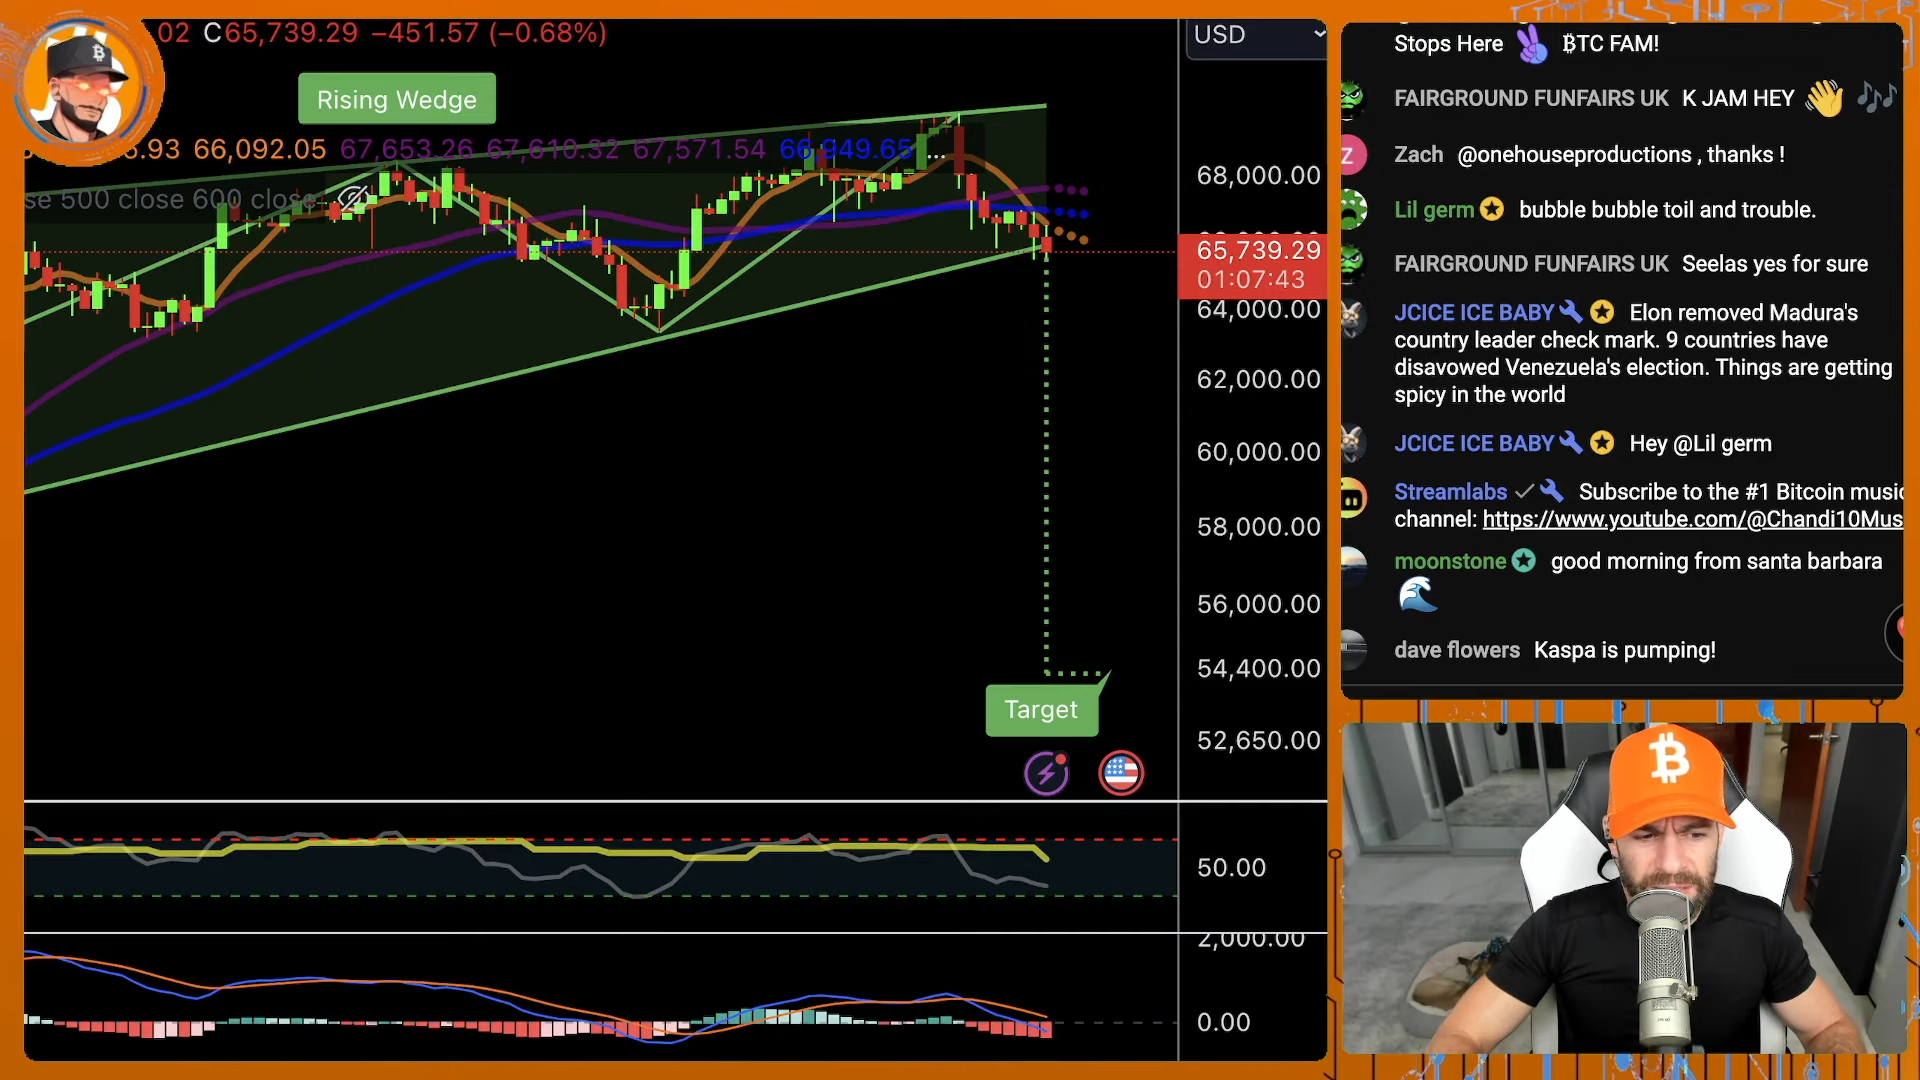 02 C65,739.29 −451.57 (−0.68%)
Rising Wedge
.93 66,092.05 67,653.26 67,610.32 67,571.54 66,949.65 ...
se 500 close 600 close
USD
68,000.00
65,739.29
01:07:43
64,000.00
62,000.00
60,000.00
58,000.00
56,000.00
54,400.00
52,650.00
Target
50.00
2,000.00
0.00
Stops Here ₿TC FAM!
FAIRGROUND FUNFAIRS UK K JAM HEY
Z
Zach @onehouseproductions , thanks !
Lil germ bubble bubble toil and trouble.
FAIRGROUND FUNFAIRS UK Seelas yes for sure
JCICE ICE BABY Elon removed Madura's
country leader check mark. 9 countries have
disavowed Venezuela's election. Things are getting
spicy in the world
JCICE ICE BABY Hey @Lil germ
Streamlabs Subscribe to the #1 Bitcoin music
channel: https://www.youtube.com/@Chandi10Mus
moonstone good morning from santa barbara
dave flowers Kaspa is pumping!